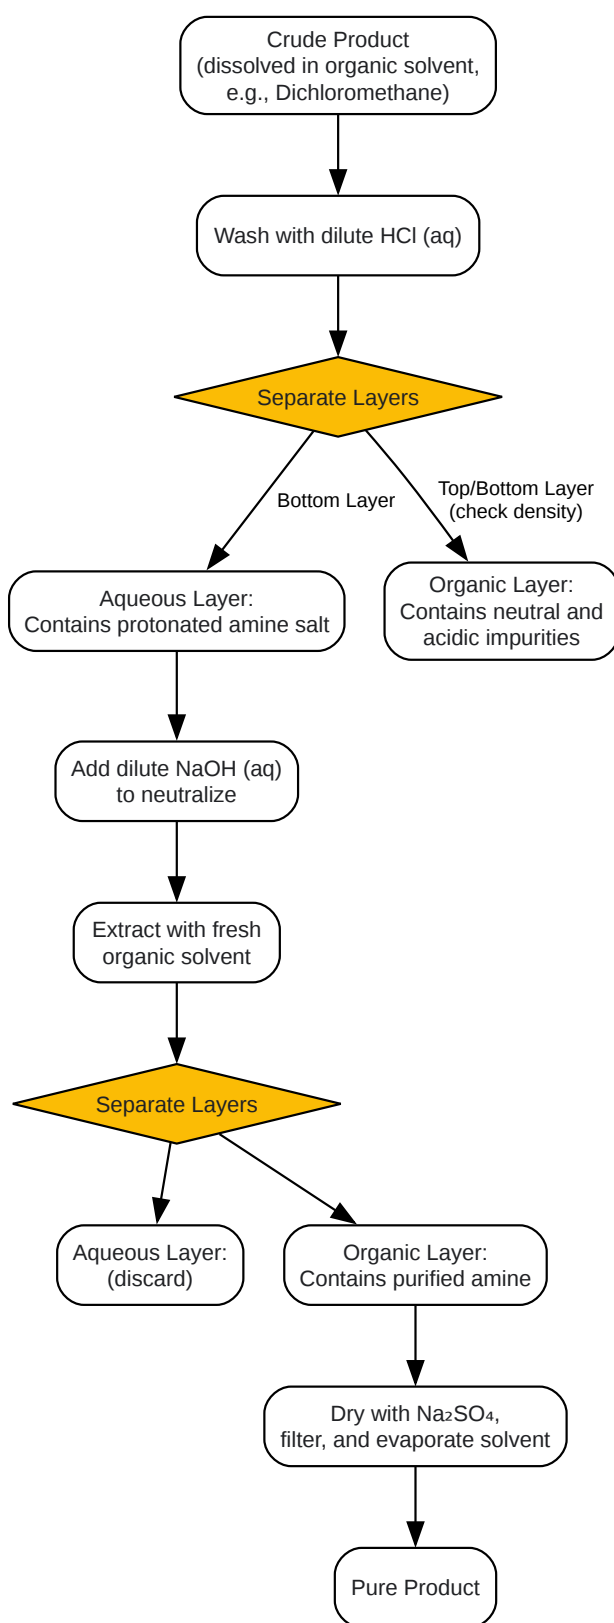 Crude Product
(dissolved in organic solvent,
e.g., Dichloromethane)
Wash with dilute HCl (aq)
Separate Layers
Bottom Layer
Top/Bottom Layer
(check density)
Aqueous Layer:
Contains protonated amine salt
Organic Layer:
Contains neutral and
acidic impurities
Add dilute NaOH (aq)
to neutralize
Extract with fresh
organic solvent
Separate Layers
Aqueous Layer:
(discard)
Organic Layer:
Contains purified amine
Dry with Na₂SO₄,
filter, and evaporate solvent
Pure Product